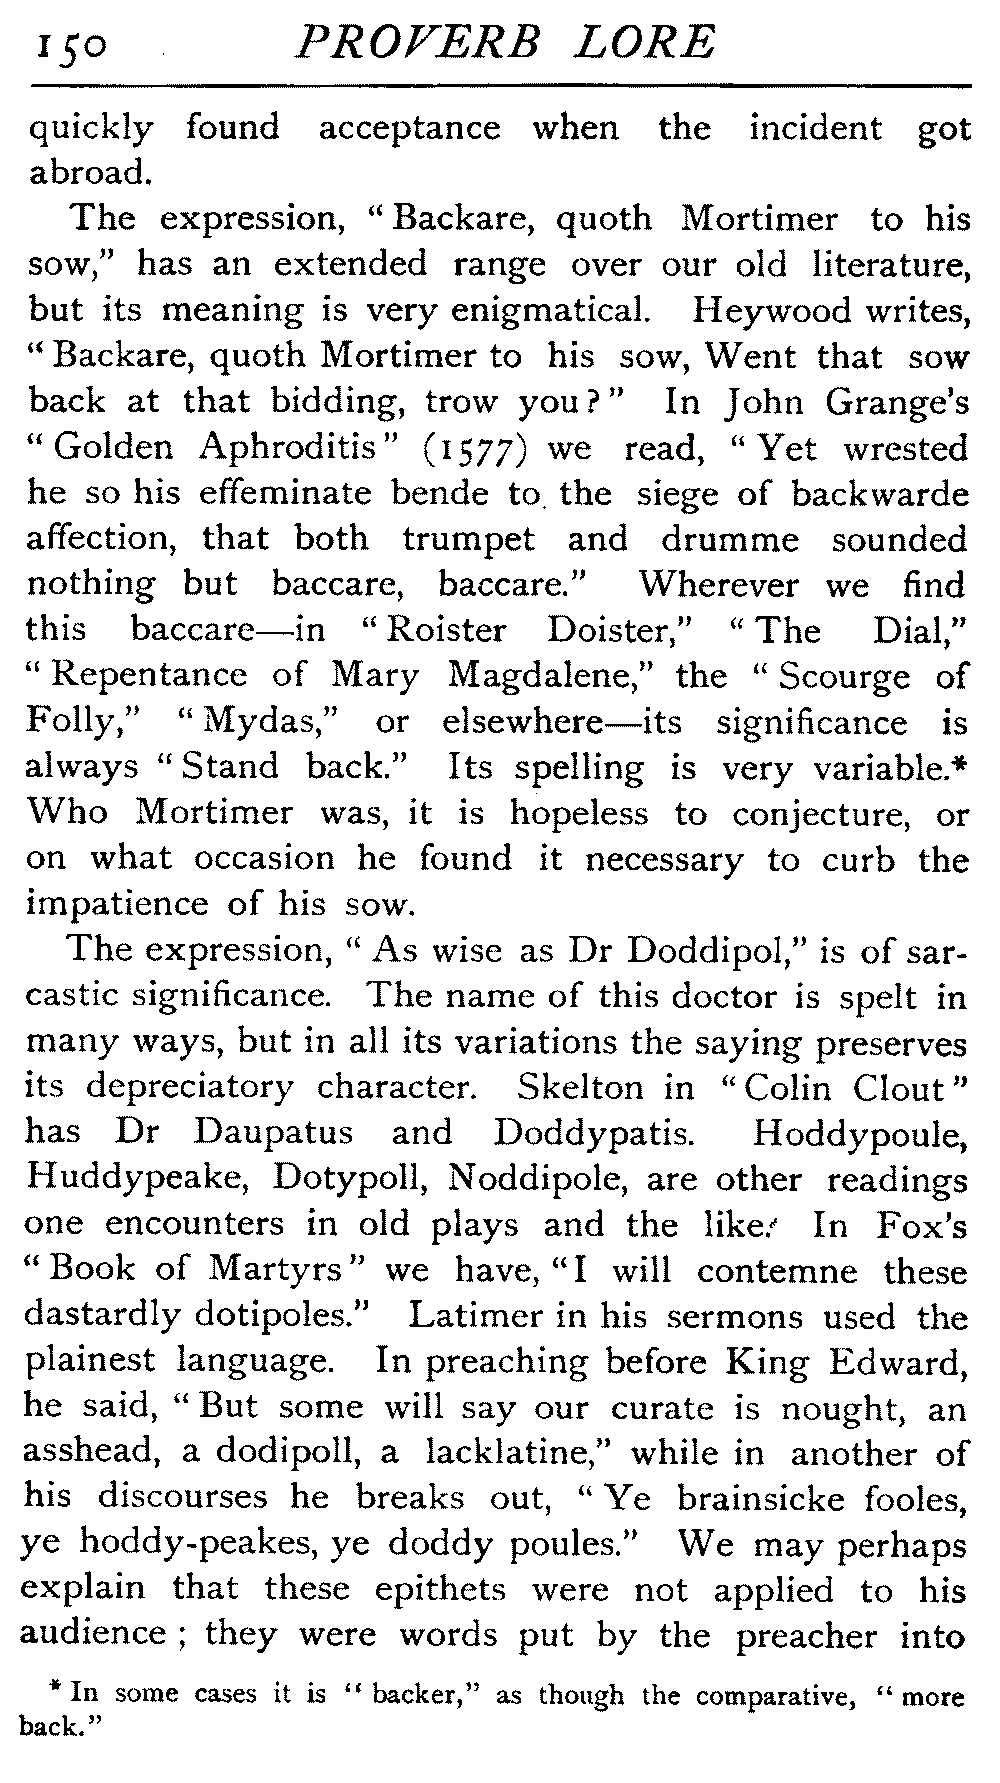 150 PROVERB LORE
quickly found acceptance when the incident got
abroad.
The expression, “Backare, quoth Mortimer to his
sow,” has an extended range over our old literature,
but its meaning is very enigmatical. Heywood writes,
“Backare, quoth Mortimer to his sow, Went that sow
back at that bidding, trow you?” In John Grange's
“Golden Aphroditis” (1577) we read, “Yet wrested
he so his effeminate bende to the siege of backwarde
affection, that both trumpet and drumme sounded
nothing but baccare, baccare.” Wherever we find
this baccare—in “Roister Doister,” “The Dial,”
“Repentance of Mary Magdalene,” the “Scourge of
Folly,” “Mydas,” or elsewhere—its significance is
always “Stand back.” Its spelling is very variable.*
Who Mortimer was, it is hopeless to conjecture, or
on what occasion he found it necessary to curb the
impatience of his sow.
The expression, “As wise as Dr Doddipol,” is of sar-
castic significance. The name of this doctor is spelt in
many ways, but in all its variations the saying preserves
its depreciatory character. Skelton in “Colin Clout”
has Dr Daupatus and Doddypatis. Hoddypoule,
Huddypeake, Dotypoll, Noddipole, are other readings
one encounters in old plays and the like. In Fox's
“Book of Martyrs” we have, “I will contemne these
dastardly dotipoles.” Latimer in his sermons used the
plainest language. In preaching before King Edward,
he said, “But some will say our curate is nought, an
asshead, a dodipoll, a lacklatine,” while in another of
his discourses he breaks out, “Ye brainsicke fooles,
ye hoddy-peakes, ye doddy poules.” We may perhaps
explain that these epithets were not applied to his
audience; they were words put by the preacher into
* In some cases it is “backer,” as though the comparative, “more
back.”